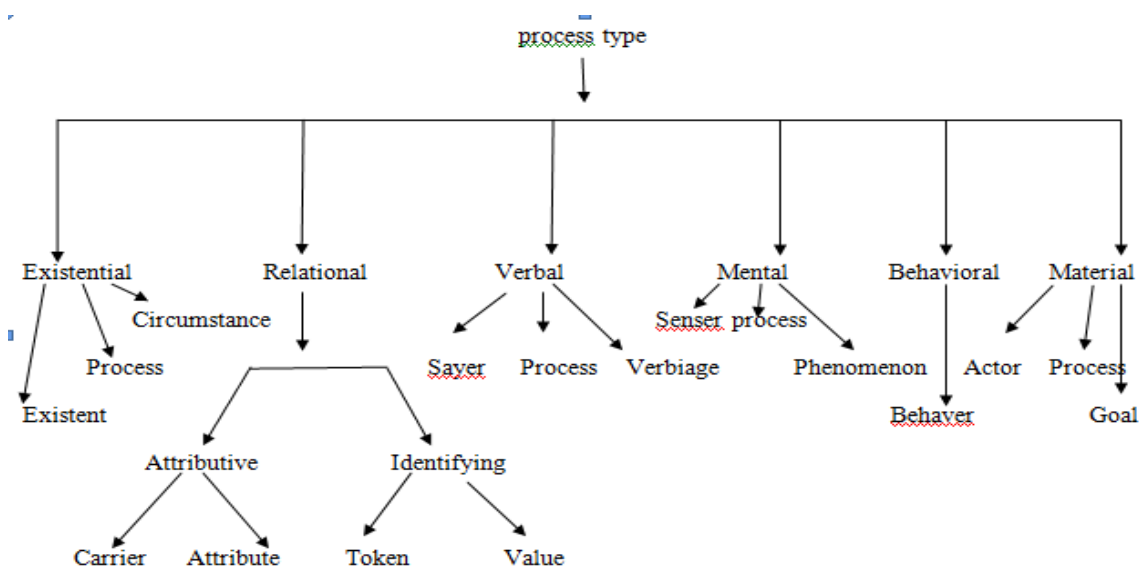 process type
Existential Relational Verbal Mental Behavioral Material
Circumstance Senser process
Process Sayer Process Verbiage Phenomenon Actor Process
Existent Behaver Goal
Attributive Identifying
Carrier Attribute Token Value